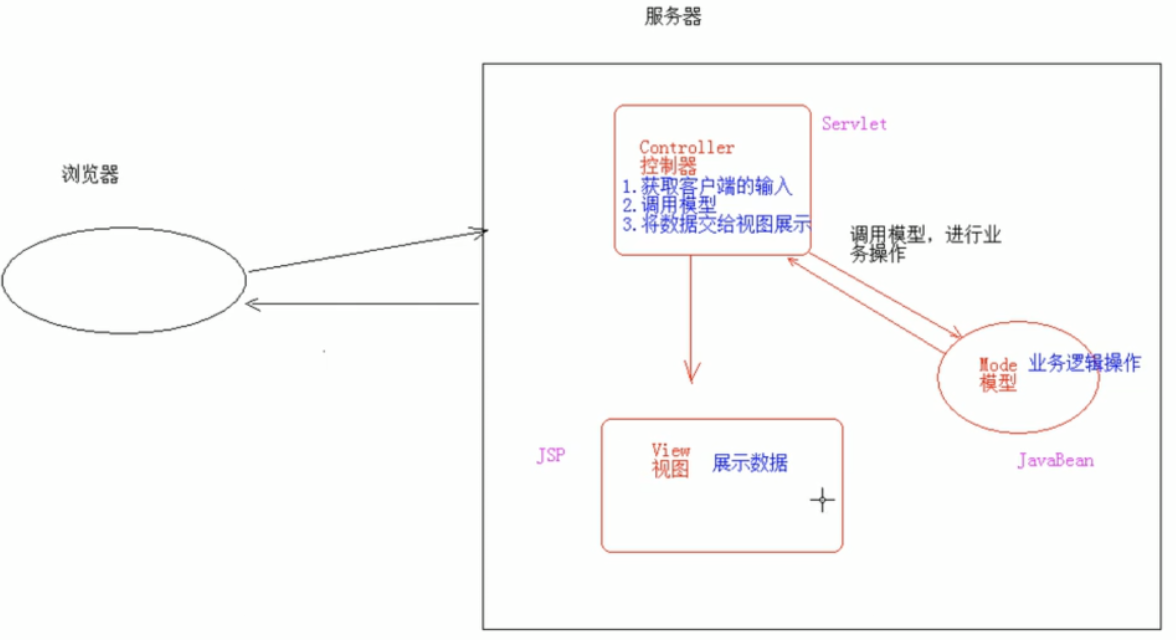 服务器
浏览器
Servlet
Controller
控制器
1.获取客户端的输入
2.调用模型
3.将数据交给视图展示
调用模型，进行业
务操作
Mode
模型
业务逻辑操作
JavaBean
JSP
View
视图
展示数据